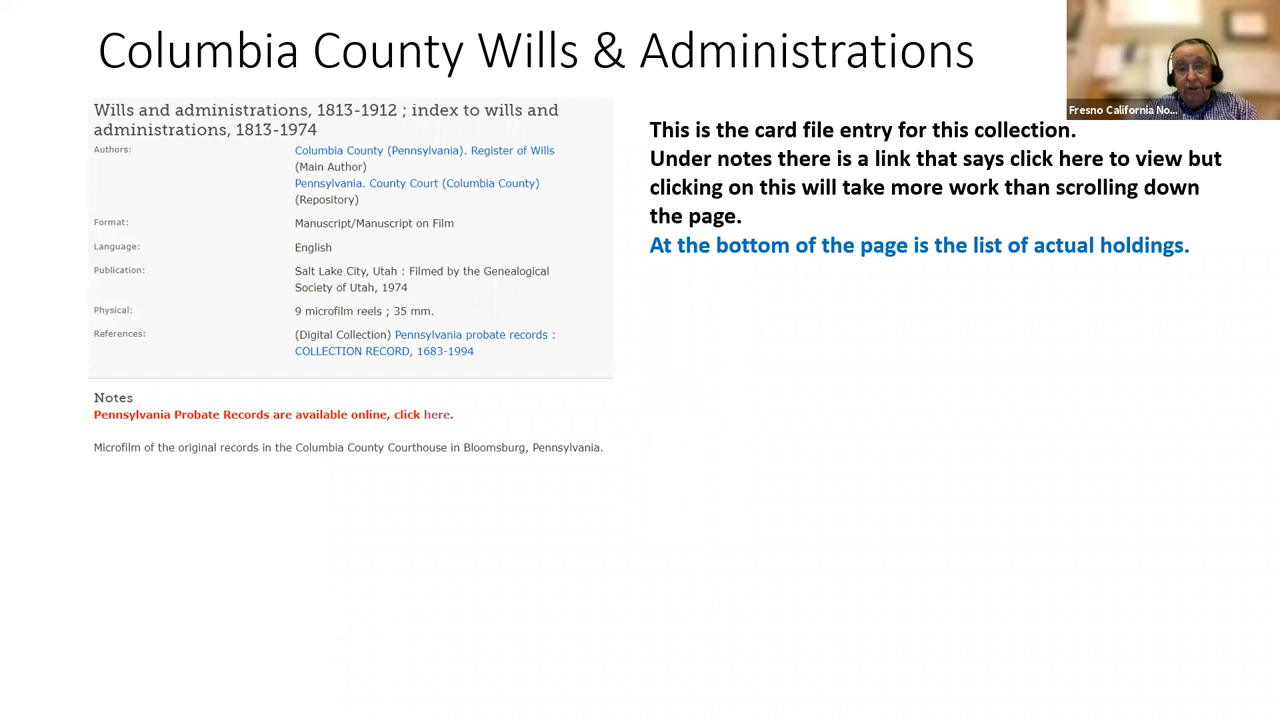 Columbia County Wills & Administrations
Fresno California No...
Wills and administrations, 1813-1912 ; index to wills and
administrations, 1813-1974
Authors: Columbia County (Pennsylvania). Register of Wills
(Main Author)
Pennsylvania. County Court (Columbia County)
(Repository)
Format: Manuscript/Manuscript on Film
Language: English
Publication: Salt Lake City, Utah : Filmed by the Genealogical
Society of Utah, 1974
Physical: 9 microfilm reels ; 35 mm.
References: (Digital Collection) Pennsylvania probate records :
COLLECTION RECORD, 1683-1994
Notes
Pennsylvania Probate Records are available online, click here.
Microfilm of the original records in the Columbia County Courthouse in Bloomsburg, Pennsylvania.
This is the card file entry for this collection.
Under notes there is a link that says click here to view but
clicking on this will take more work than scrolling down
the page.
At the bottom of the page is the list of actual holdings.